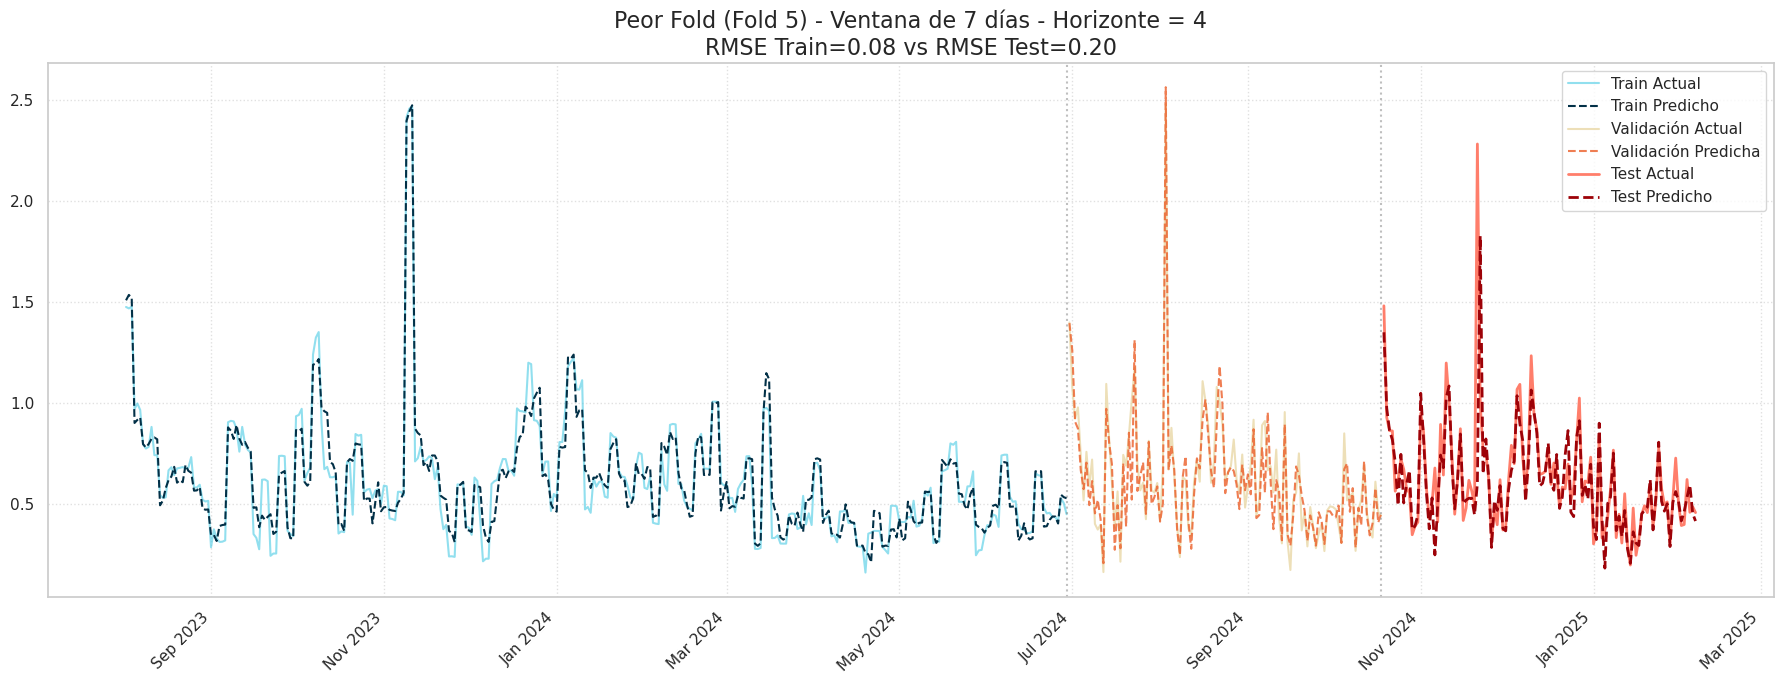 Peor Fold (Fold 5) - Ventana de 7 días - Horizonte = 4
RMSE Train=0.08 vs RMSE Test=0.20
2.5
2.0
1.5
1.0
0.5
Train Actual
Train Predicho
Validación Actual
Validación Predicha
Test Actual
Test Predicho
Sep 2023
Nov 2023
Jan 2024
Mar 2024
May 2024
Jul 2024
Sep 2024
Nov 2024
Jan 2025
Mar 2025